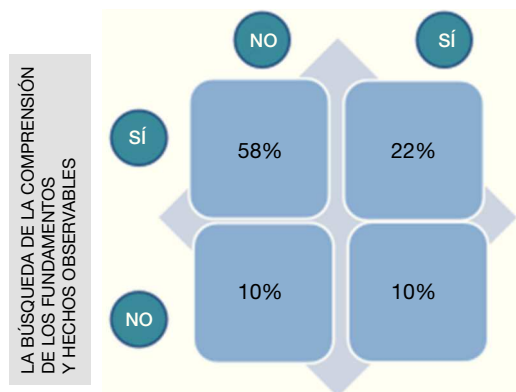 NO
SÍ
SÍ
58%
22%
NO
10%
10%
LA BÚSQUEDA DE LA COMPRENSIÓN
DE LOS FUNDAMENTOS
Y HECHOS OBSERVABLES